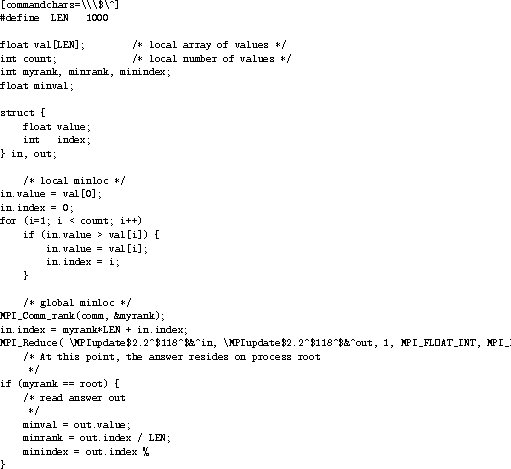 [commandchars=\\\$\^]
#define  LEN   1000
float val[LEN];        /* local array of values */
int count;             /* local number of values */
int myrank, minrank, minindex;
float minval;
struct {
    float value;
    int   index;
} in, out;
    /* local minloc */
in.value = val[0];
in.index = 0;
for (i=1; i < count; i++)
    if (in.value > val[i]) {
        in.value = val[i];
        in.index = i;
    }
    /* global minloc */
MPI_Comm_rank(comm, &myrank);
in.index = myrank*LEN + in.index;
MPI_Reduce( \MPIupdate$2.2^$118^$&^in, \MPIupdate$2.2^$118^$&^out, 1, MPI_FLOAT_INT, MPI_
    /* At this point, the answer resides on process root
     */
if (myrank == root) {
    /* read answer out
     */
    minval = out.value;
    minrank = out.index / LEN;
    minindex = out.index %
}